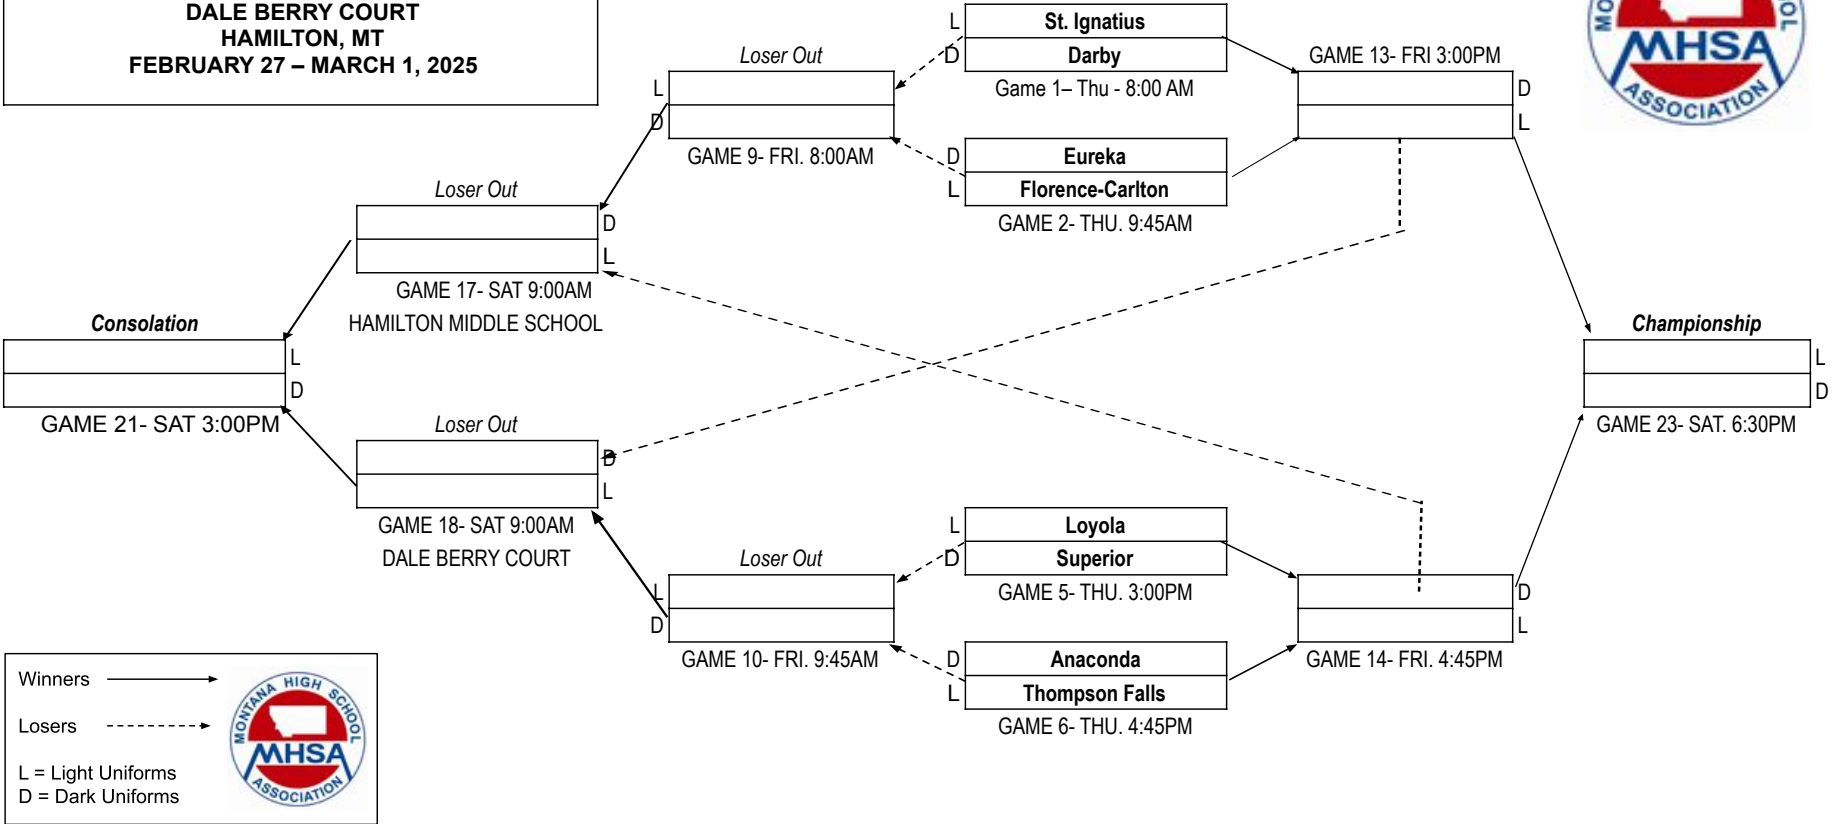 DALE BERRY COURT
HAMILTON, MT
FEBRUARY 27 – MARCH 1, 2025
MHSA
ASSOCIATION
Loser Out
L
D
GAME 9- FRI. 8:00AM
L St. Ignatius
D Darby
Game 1– Thu - 8:00 AM
D Eureka
L Florence-Carlton
GAME 2- THU. 9:45AM
GAME 13- FRI 3:00PM
D
L
Loser Out
D
L
GAME 17- SAT 9:00AM
HAMILTON MIDDLE SCHOOL
Consolation
L
D
GAME 21- SAT 3:00PM
Championship
L
D
GAME 23- SAT. 6:30PM
Loser Out
D
L
GAME 18- SAT 9:00AM
DALE BERRY COURT
Loser Out
L
D
GAME 10- FRI. 9:45AM
L Loyola
D Superior
GAME 5- THU. 3:00PM
D Anaconda
L Thompson Falls
GAME 6- THU. 4:45PM
D
L
GAME 14- FRI. 4:45PM
Winners
Losers
L = Light Uniforms
D = Dark Uniforms
MONTANA HIGH SCHOOL
MHSA
ASSOCIATION